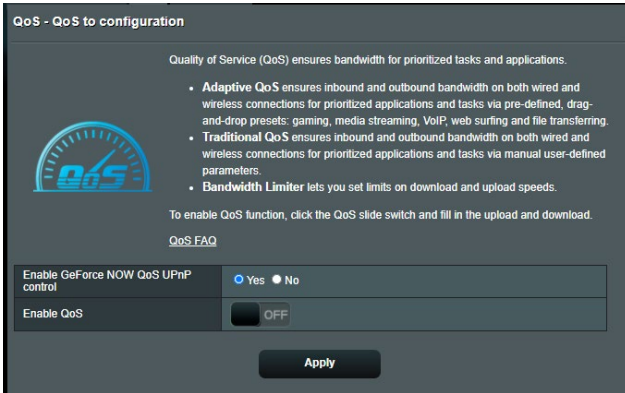 QoS - QoS to configuration
Quality of Service (QoS) ensures bandwidth for prioritized tasks and applications.
• Adaptive QoS ensures inbound and outbound bandwidth on both wired and
wireless connections for prioritized applications and tasks via pre-defined, drag-
and-drop presets: gaming, media streaming, VoIP, web surfing and file transferring.
• Traditional QoS ensures inbound and outbound bandwidth on both wired and
wireless connections for prioritized applications and tasks via manual user-defined
parameters.
• Bandwidth Limiter lets you set limits on download and upload speeds.
QoS
To enable QoS function, click the QoS slide switch and fill in the upload and download.
QoS FAQ
Enable GeForce NOW QoS UPnP
control
Yes No
Enable QoS
OFF
Apply